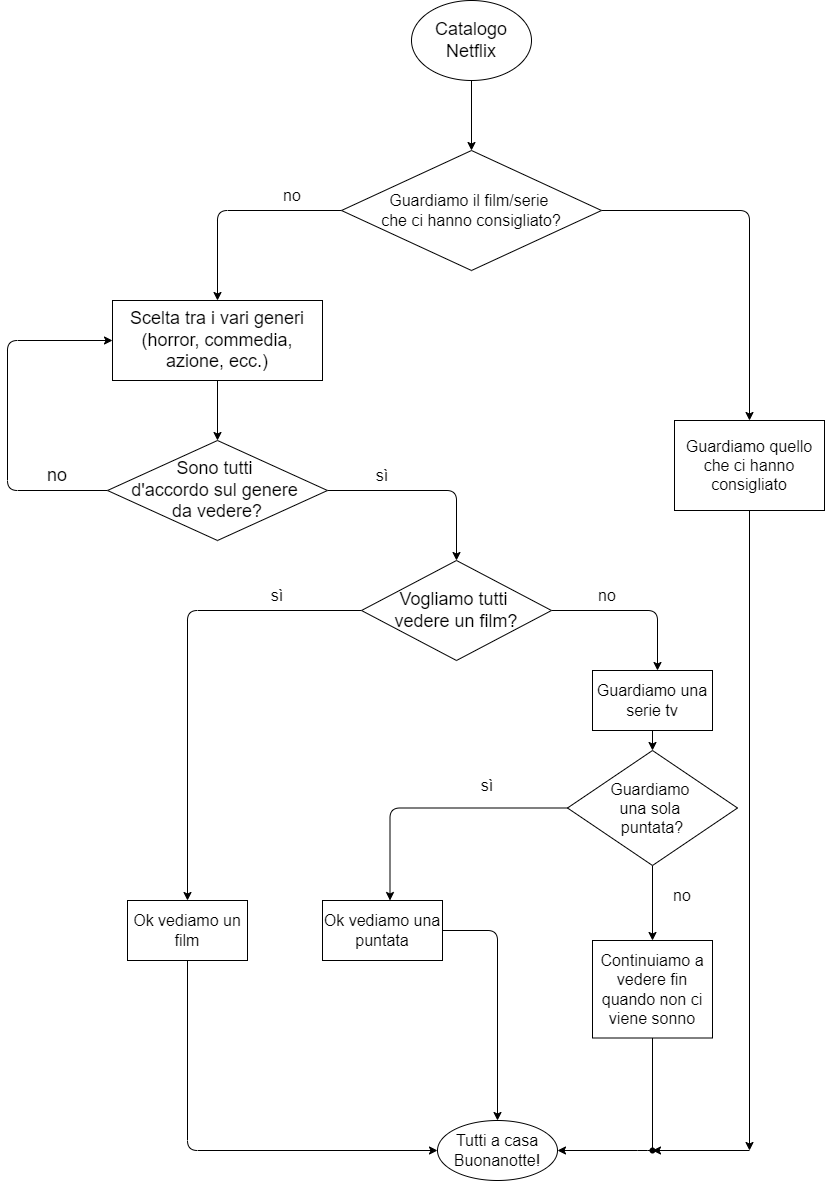 Catalogo
Netflix
Guardiamo il film/serie
che ci hanno consigliato?
no
Scelta tra i vari generi
(horror, commedia,
azione, ecc.)
Guardiamo quello
che ci hanno
consigliato
Sono tutti
d'accordo sul genere
da vedere?
no
sì
Vogliamo tutti
vedere un film?
sì
no
Guardiamo una
serie tv
Guardiamo
una sola
puntata?
sì
no
Ok vediamo un
film
Ok vediamo una
puntata
Continuiamo a
vedere fin
quando non ci
viene sonno
Tutti a casa
Buonanotte!